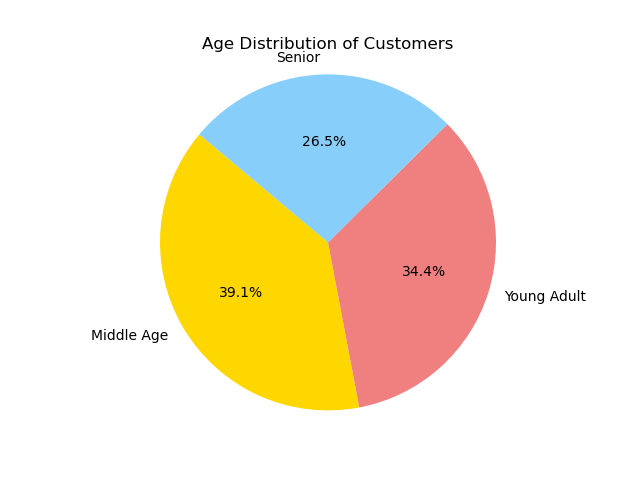 Age Distribution of Customers
Senior
26.5%
34.4%
39.1%
Young Adult
Middle Age